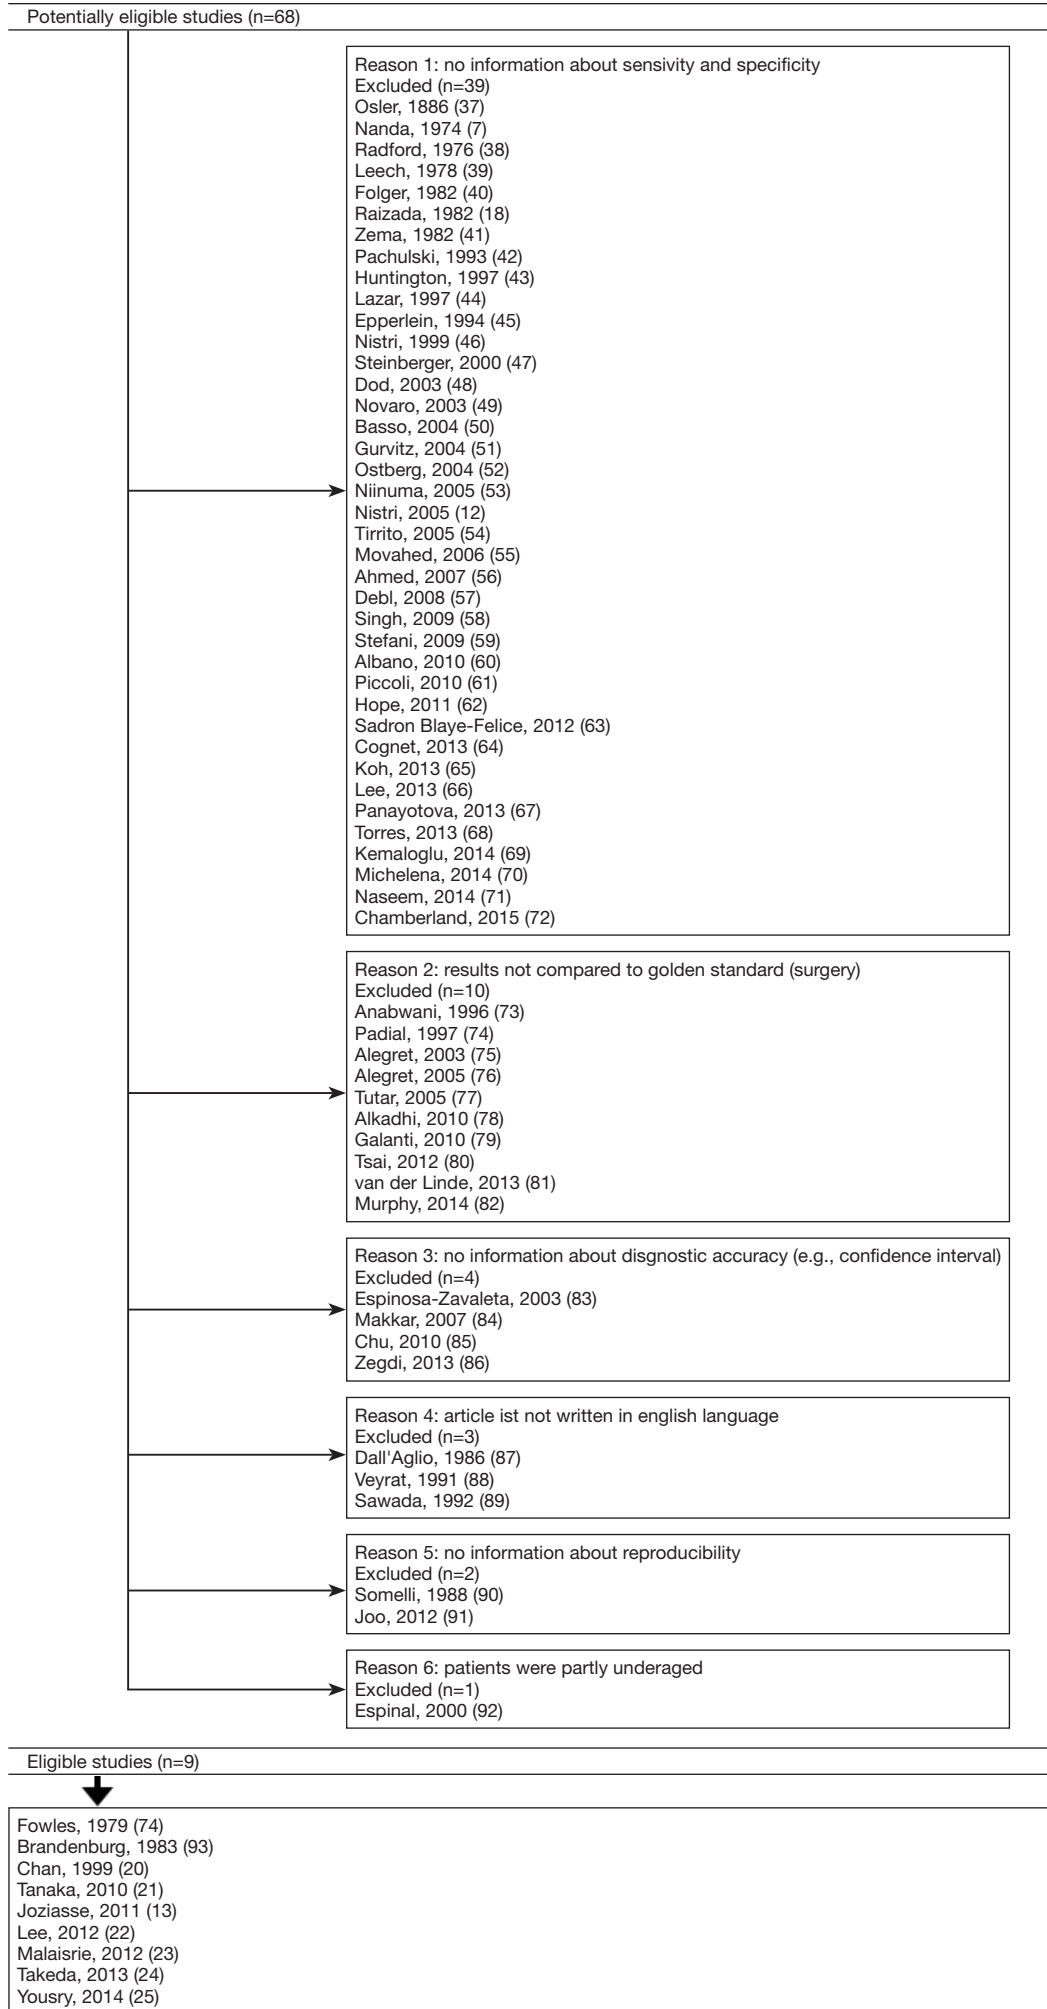 Potentially eligible studies (n=68)
Reason 1: no information about sensivity and specificity
Excluded (n=39)
Osler, 1886 (37)
Nanda, 1974 (7)
Radford, 1976 (38)
Leech, 1978 (39)
Folger, 1982 (40)
Raizada, 1982 (18)
Zema, 1982 (41)
Pachulski, 1993 (42)
Huntington, 1997 (43)
Lazar, 1997 (44)
Epperlein, 1994 (45)
Nistri, 1999 (46)
Steinberger, 2000 (47)
Dod, 2003 (48)
Novaro, 2003 (49)
Basso, 2004 (50)
Gurvitz, 2004 (51)
Ostberg, 2004 (52)
Niinuma, 2005 (53)
Nistri, 2005 (12)
Tirrito, 2005 (54)
Movahed, 2006 (55)
Ahmed, 2007 (56)
Debl, 2008 (57)
Singh, 2009 (58)
Stefani, 2009 (59)
Albano, 2010 (60)
Piccoli, 2010 (61)
Hope, 2011 (62)
Sadron Blaye-Felice, 2012 (63)
Cognet, 2013 (64)
Koh, 2013 (65)
Lee, 2013 (66)
Panayotova, 2013 (67)
Torres, 2013 (68)
Kemaloglu, 2014 (69)
Michelena, 2014 (70)
Naseem, 2014 (71)
Chamberland, 2015 (72)
Reason 2: results not compared to golden standard (surgery)
Excluded (n=10)
Anabwani, 1996 (73)
Padial, 1997 (74)
Alegret, 2003 (75)
Alegret, 2005 (76)
Tutar, 2005 (77)
Alkadhi, 2010 (78)
Galanti, 2010 (79)
Tsai, 2012 (80)
van der Linde, 2013 (81)
Murphy, 2014 (82)
Reason 3: no information about disgnostic accuracy (e.g., confidence interval)
Excluded (n=4)
Espinosa-Zavaleta, 2003 (83)
Makkar, 2007 (84)
Chu, 2010 (85)
Zegdi, 2013 (86)
Reason 4: article ist not written in english language
Excluded (n=3)
Dall'Aglio, 1986 (87)
Veyrat, 1991 (88)
Sawada, 1992 (89)
Reason 5: no information about reproducibility
Excluded (n=2)
Somelli, 1988 (90)
Joo, 2012 (91)
Reason 6: patients were partly underaged
Excluded (n=1)
Espinal, 2000 (92)
Eligible studies (n=9)
Fowles, 1979 (74)
Brandenburg, 1983 (93)
Chan, 1999 (20)
Tanaka, 2010 (21)
Joziasse, 2011 (13)
Lee, 2012 (22)
Malaisrie, 2012 (23)
Takeda, 2013 (24)
Yousry, 2014 (25)